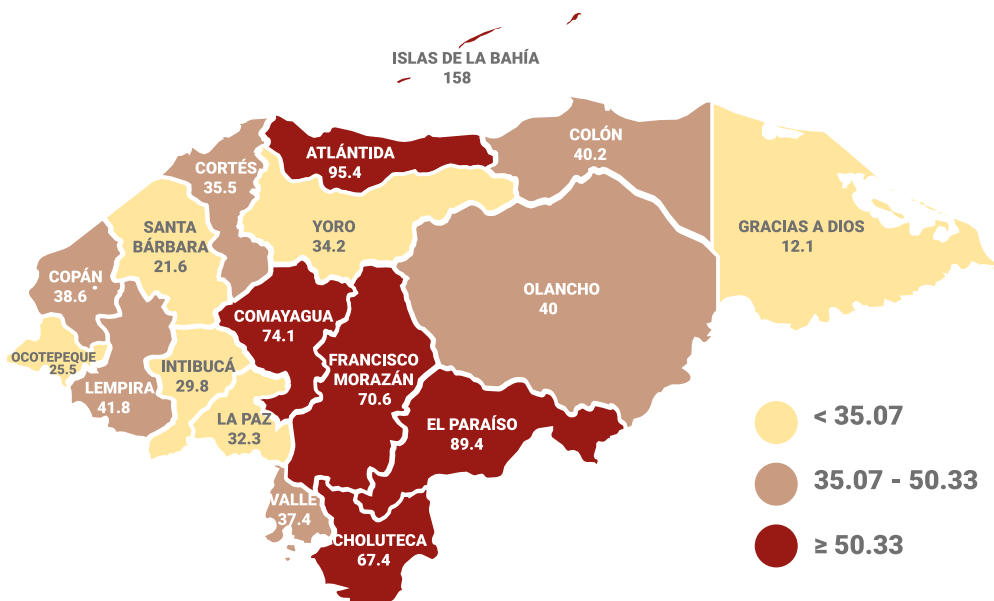 ISLAS DE LA BAHÍA
158
ATLÁNTIDA
95.4
COLÓN
40.2
CORTÉS
35.5
YORO
34.2
GRACIAS A DIOS
12.1
SANTA
BÁRBARA
21.6
COPÁN
38.6
OLANCHO
40
COMAYAGUA
74.1
OCOTEPEQUE
25.5
INTIBUCÁ
29.8
FRANCISCO
MORAZÁN
70.6
LEMPIRA
41.8
LA PAZ
32.3
EL PARAÍSO
89.4
VALLE
37.4
CHOLUTECA
67.4
< 35.07
35.07 - 50.33
≥ 50.33